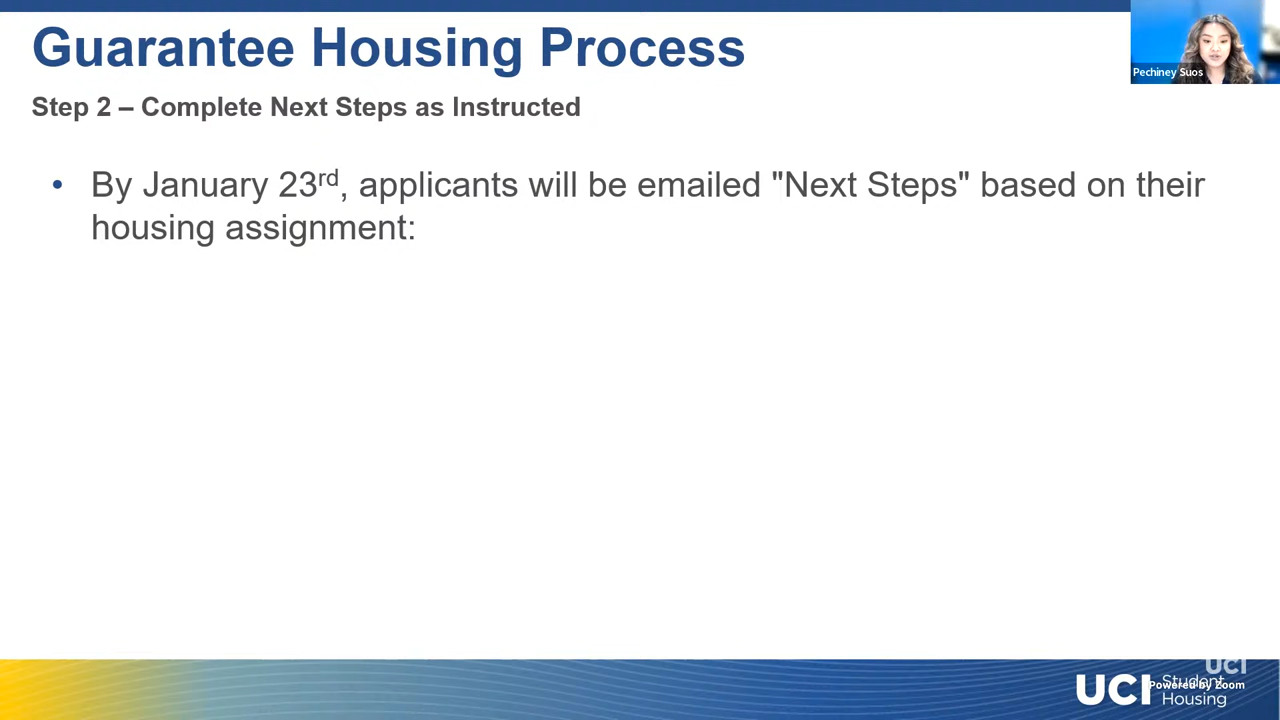 Guarantee Housing Process
Pechiney Suos
Step 2 – Complete Next Steps as Instructed
• By January 23rd, applicants will be emailed "Next Steps" based on their
housing assignment:
UCI
UCI Student
Housing
Powered by Zoom